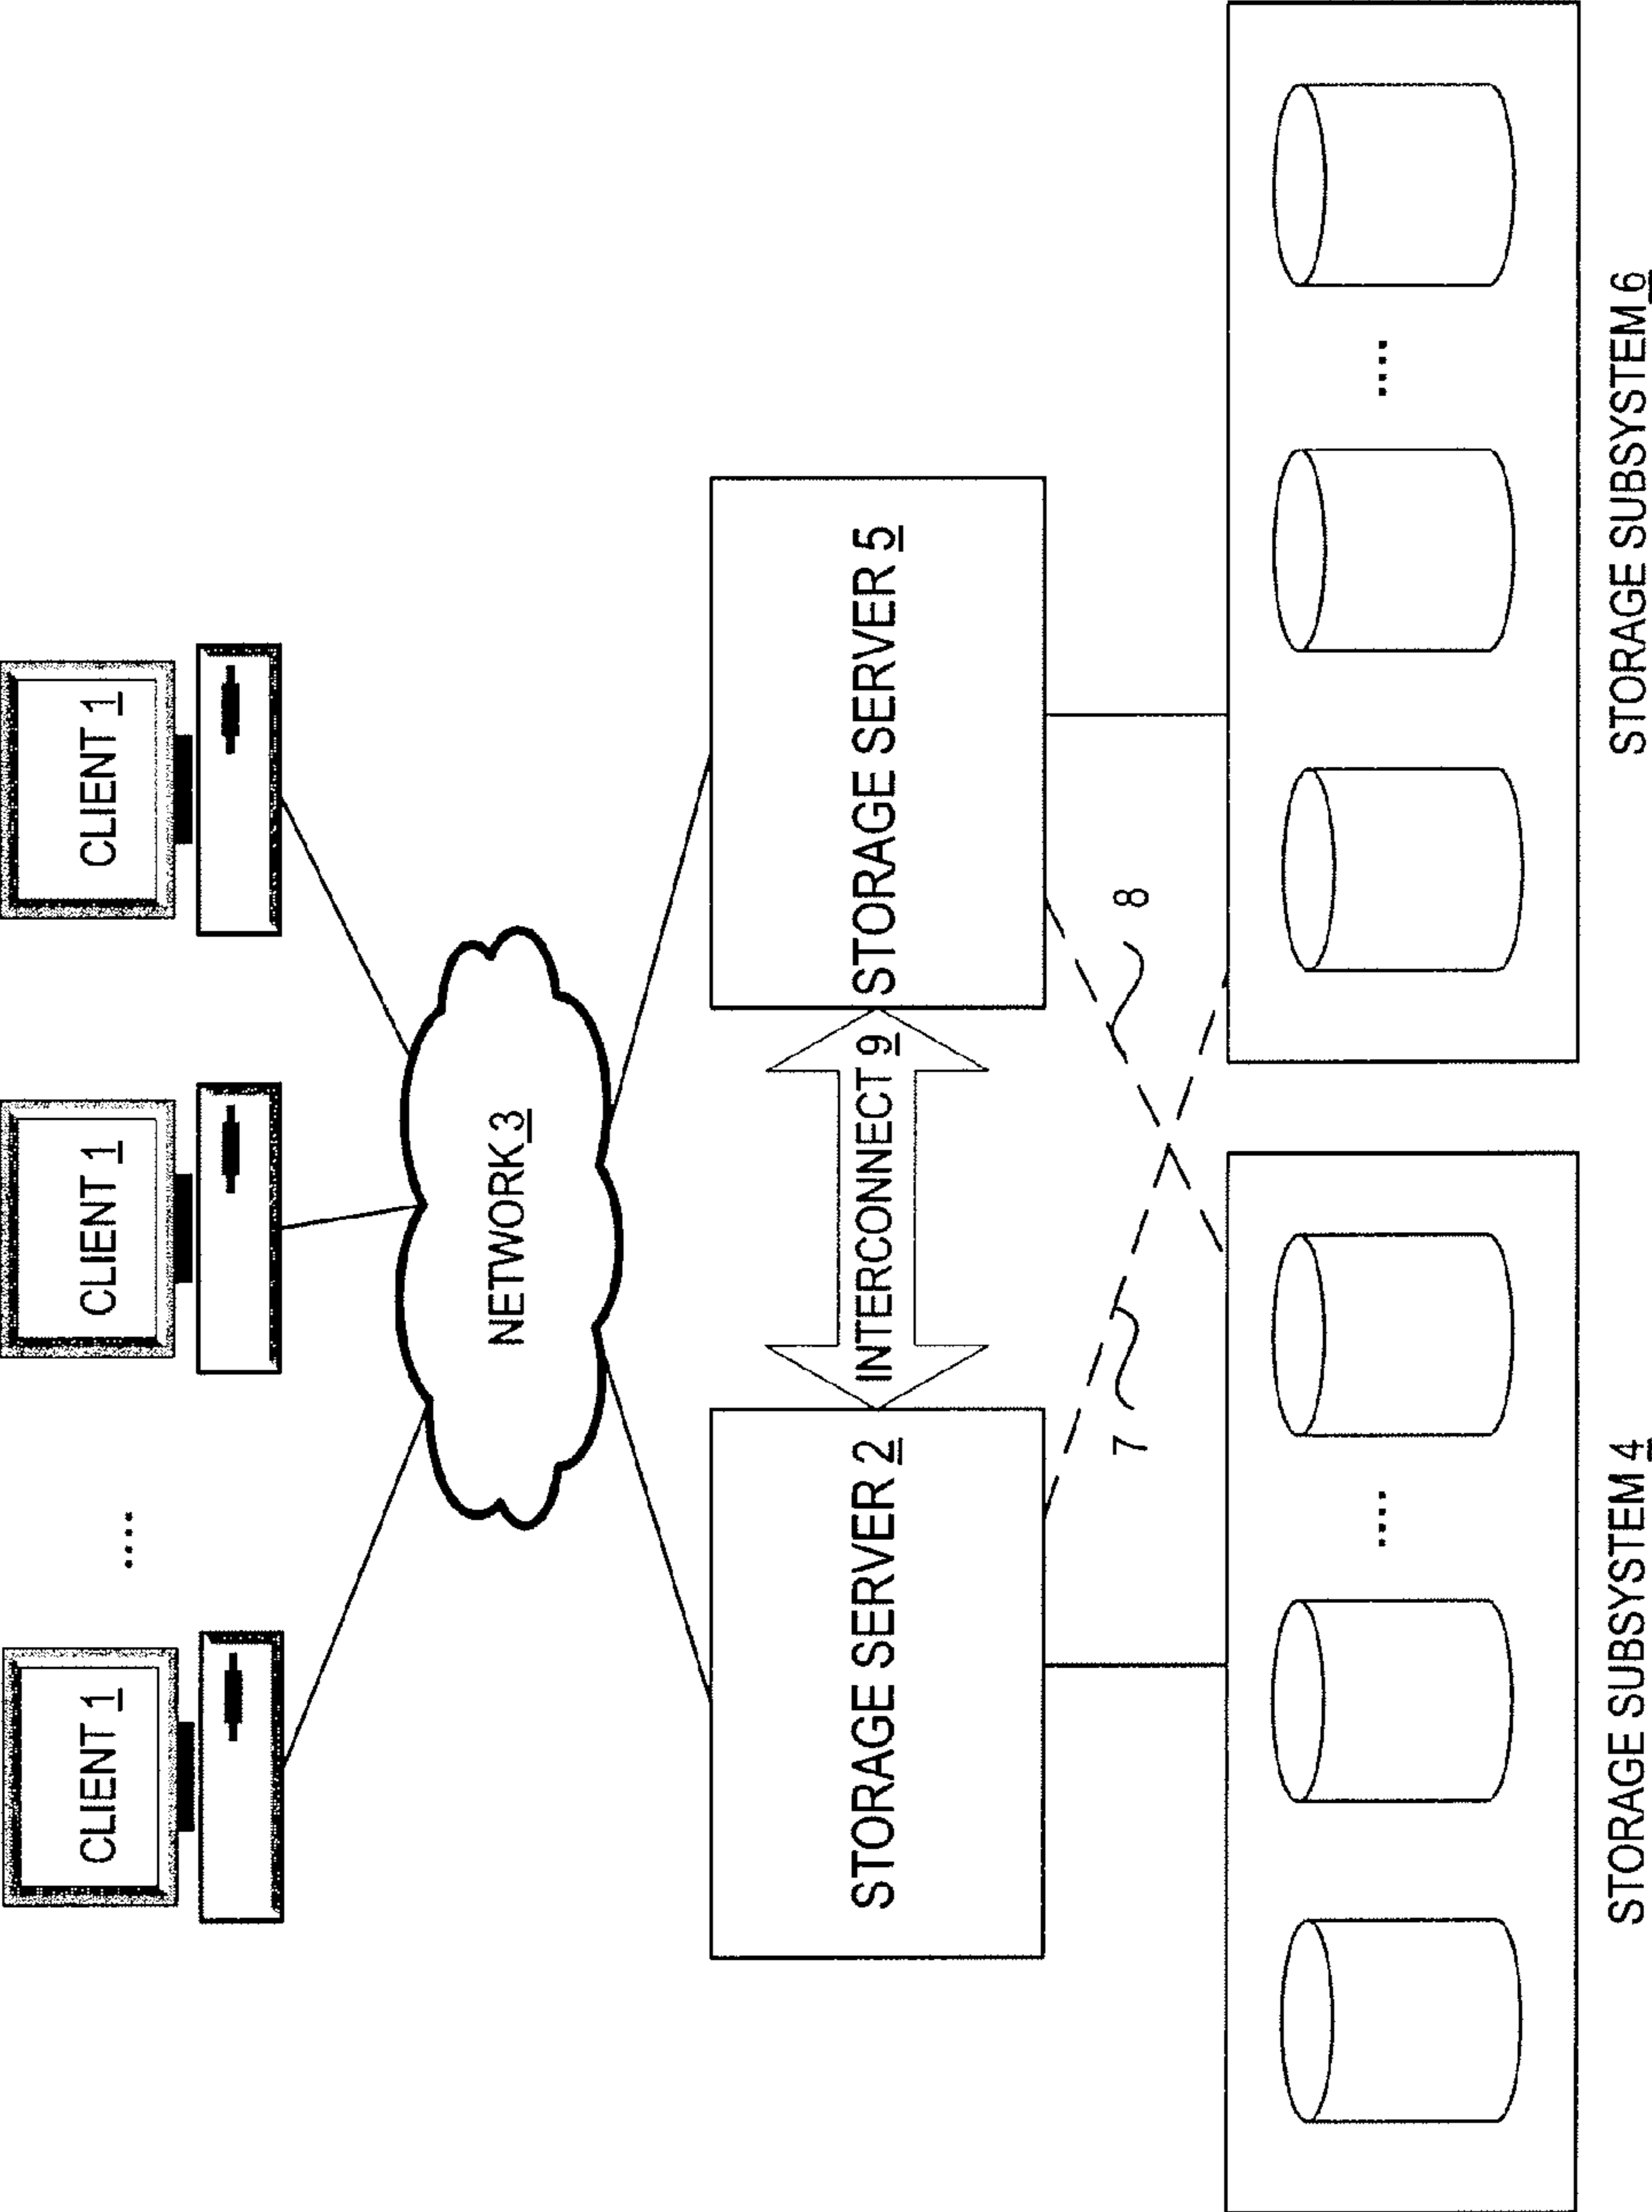 CLIENT 1
....
CLIENT 1
CLIENT 1
NETWORK 3
STORAGE SERVER 2
INTERCONNECT 9
STORAGE SERVER 5
7
8
....
....
STORAGE SUBSYSTEM 4
STORAGE SUBSYSTEM 6